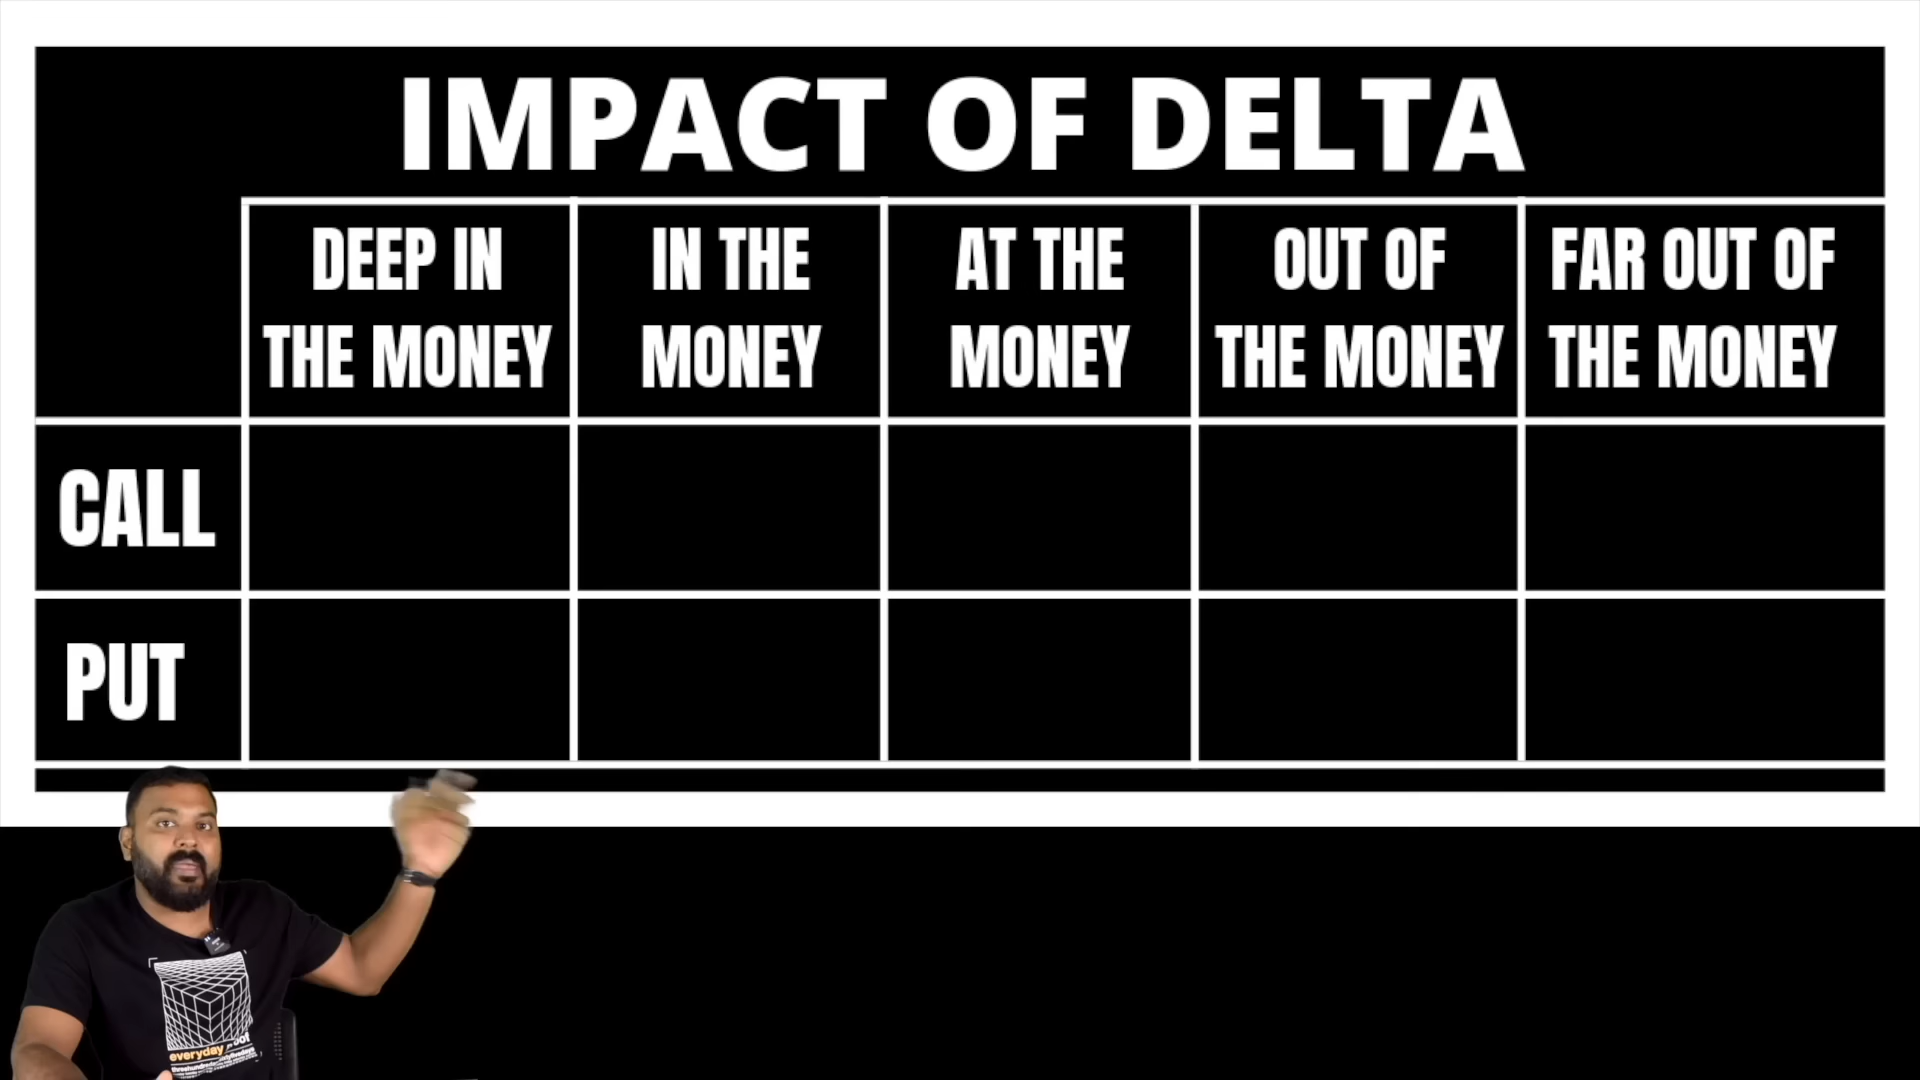 IMPACT OF DELTA
DEEP IN
THE MONEY
IN THE
MONEY
AT THE
MONEY
OUT OF
THE MONEY
FAR OUT OF
THE MONEY
CALL
PUT
everyday